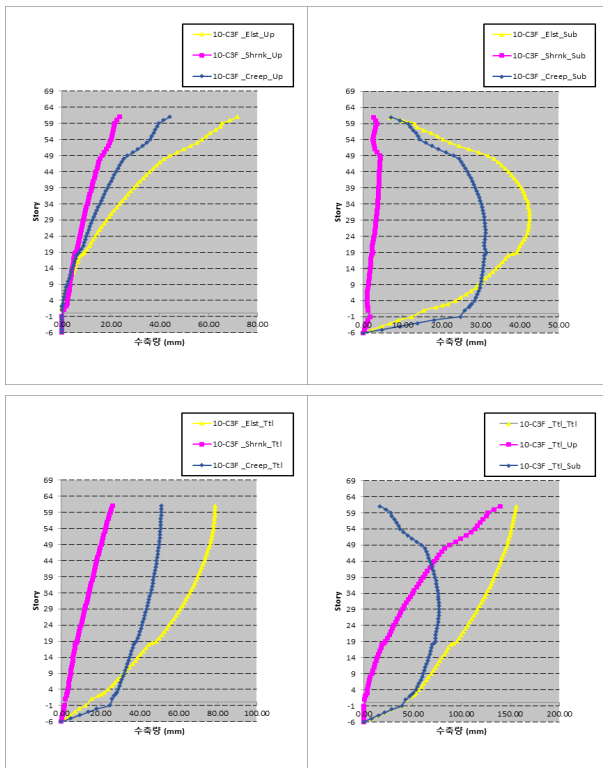 10-C3F _Elst_Up
10-C3F _Shrnk_Up
10-C3F _Creep_Up
69
64
59
54
49
44
39
34
29
24
19
14
9
4
-1
-6
Story
0.00 20.00 40.00 60.00 80.00
수축량 (mm)
10-C3F _Elst_Sub
10-C3F _Shrnk_Sub
10-C3F _Creep_Sub
69
64
59
54
49
44
39
34
29
24
19
14
9
4
-1
-6
Story
0.00 10.00 20.00 30.00 40.00 50.00
수축량 (mm)
10-C3F _Elst_Ttl
10-C3F _Shrnk_Ttl
10-C3F _Creep_Ttl
69
64
59
54
49
44
39
34
29
24
19
14
9
4
-1
-6
Story
0.00 20.00 40.00 60.00 80.00 100.00
수축량 (mm)
10-C3F _Ttl_Ttl
10-C3F _Ttl_Up
10-C3F _Ttl_Sub
69
64
59
54
49
44
39
34
29
24
19
14
9
4
-1
-6
Story
0.00 50.00 100.00 150.00 200.00
수축량 (mm)